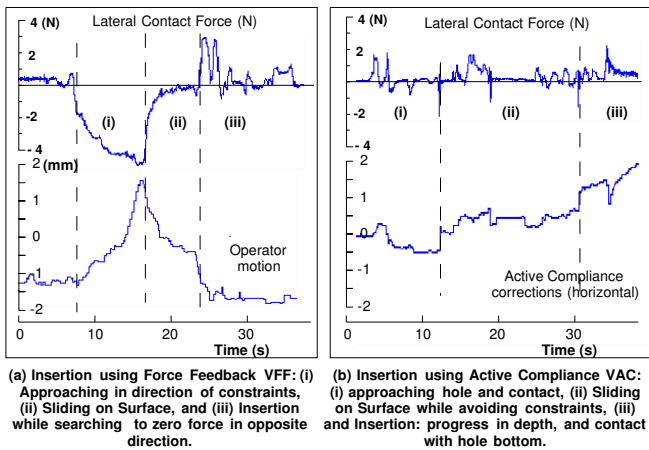 4 (N)
Lateral Contact Force (N)
2
-2
4
(i)
(ii)
(iii)
2
(mm)
1
0
-1
-2
Operator
motion
0
10
20
30
Time (s)
(a) Insertion using Force Feedback VFF: (i)
Approaching in direction of constraints,
(ii) Sliding on Surface, and (iii) Insertion
while searching to zero force in opposite
direction.
4 (N)
Lateral Contact Force (N)
2
0
-2
-4
(i)
(ii)
(iii)
2
1
0
-1
-2
Active Compliance
corrections (horizontal)
0
10
20
30
Time (s)
(b) Insertion using Active Compliance VAC:
(i) approaching hole and contact, (ii) Sliding
on Surface while avoiding constraints, (iii)
and Insertion: progress in depth, and contact
with hole bottom.